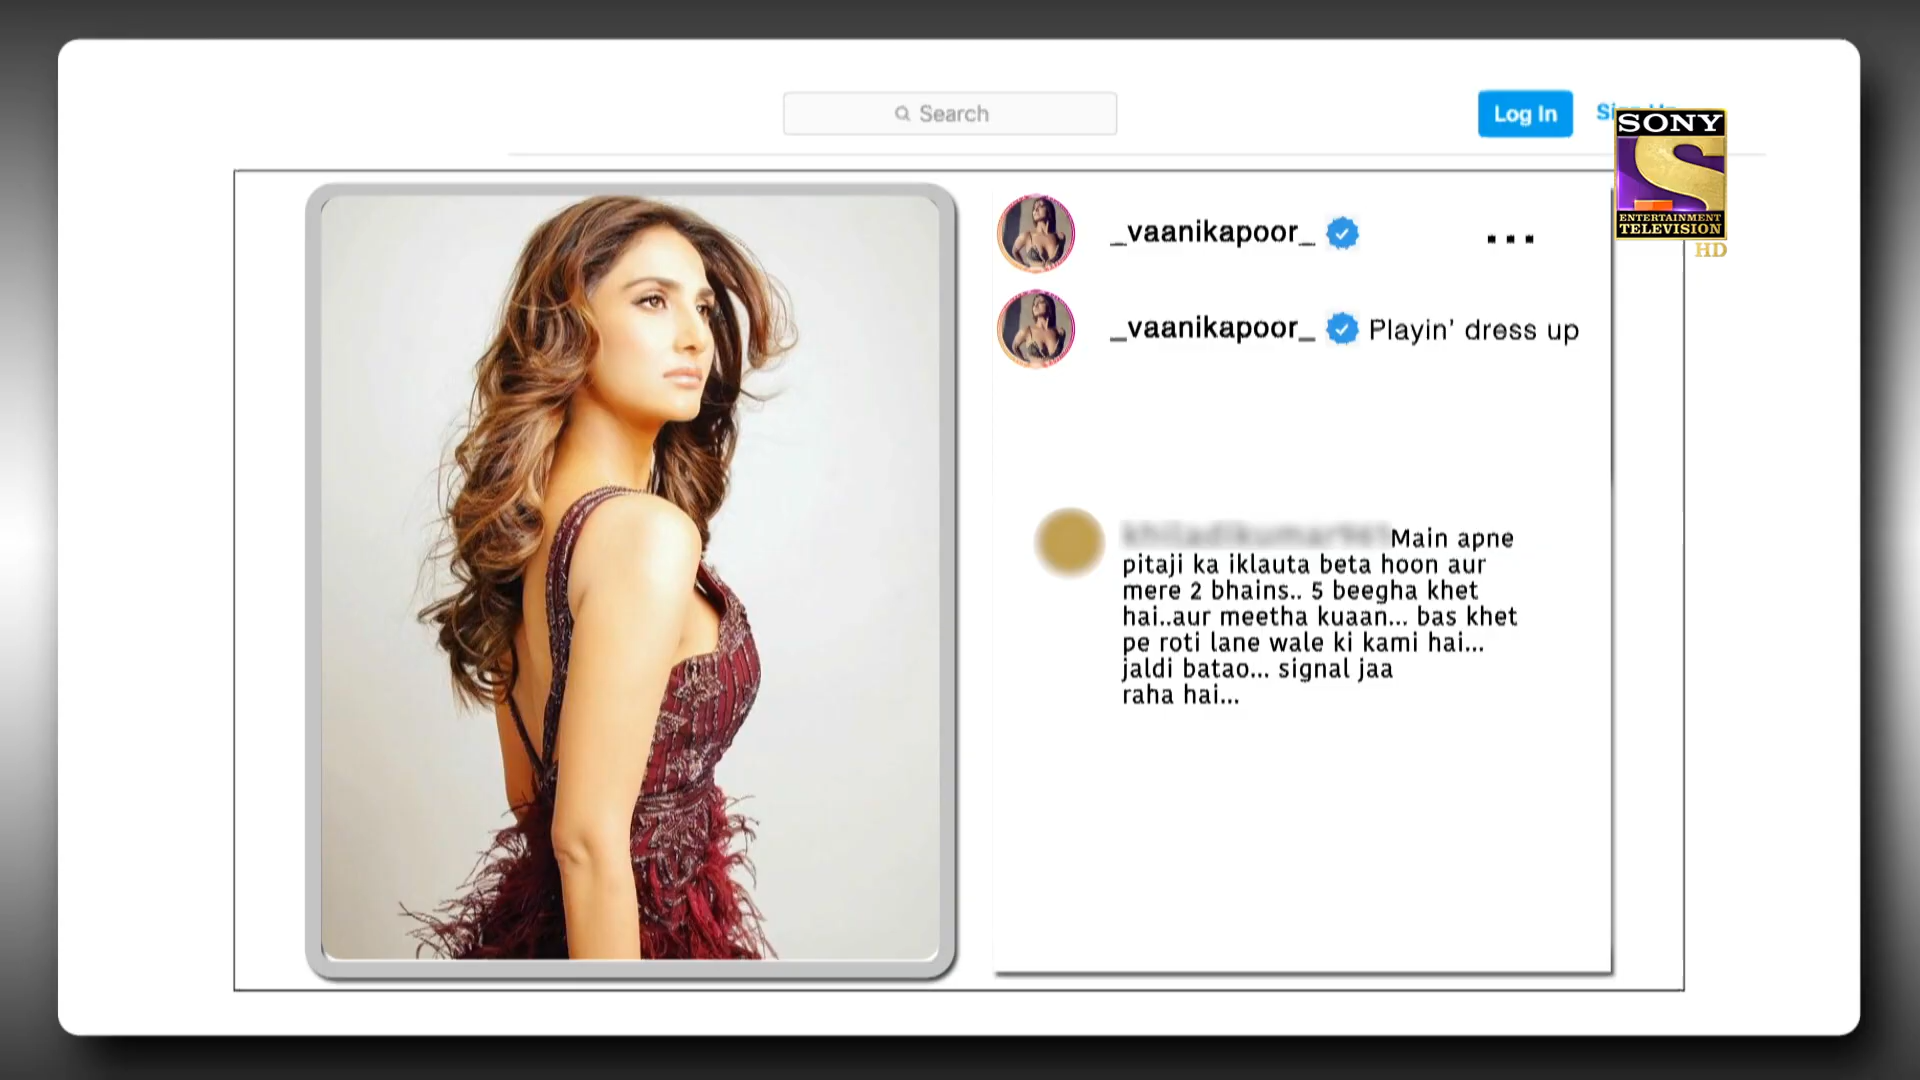 Search
Log In
SONY
ENTERTAINMENT
TELEVISION
HD
_vaanikapoor_ ...
_vaanikapoor_ Playin' dress up
Main apne
pitaji ka iklauta beta hoon aur
mere 2 bhains.. 5 beegha khet
hai..aur meetha kuaan... bas khet
pe roti lane wale ki kami hai...
jaldi batao... signal jaa
raha hai...